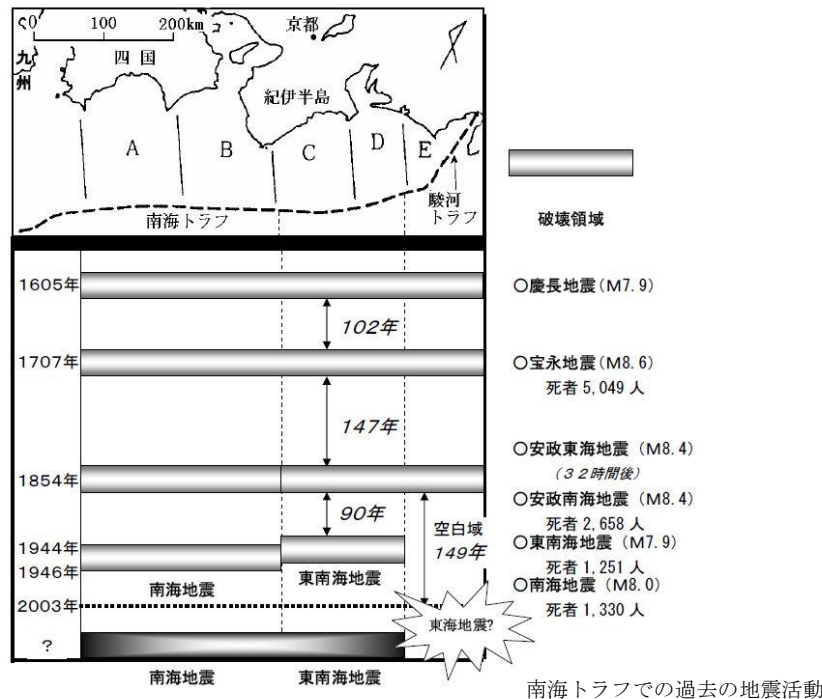 0 100 200km
京都
九州
四国
紀伊半島
A B C D E
南海トラフ
駿河
トラフ
破壊領域
1605年
○慶長地震(M7.9)
102年
1707年
○宝永地震(M8.6)
死者 5,049 人
147年
○安政東海地震(M8.4)
(32時間後)
1854年
○安政南海地震(M8.4)
死者 2,658 人
90年
空白域
149年
1944年
○東南海地震(M7.9)
死者 1,251 人
1946年
南海地震
東南海地震
○南海地震(M8.0)
死者 1,330 人
2003年
東海地震?
?
南海地震
東南海地震
南海トラフでの過去の地震活動